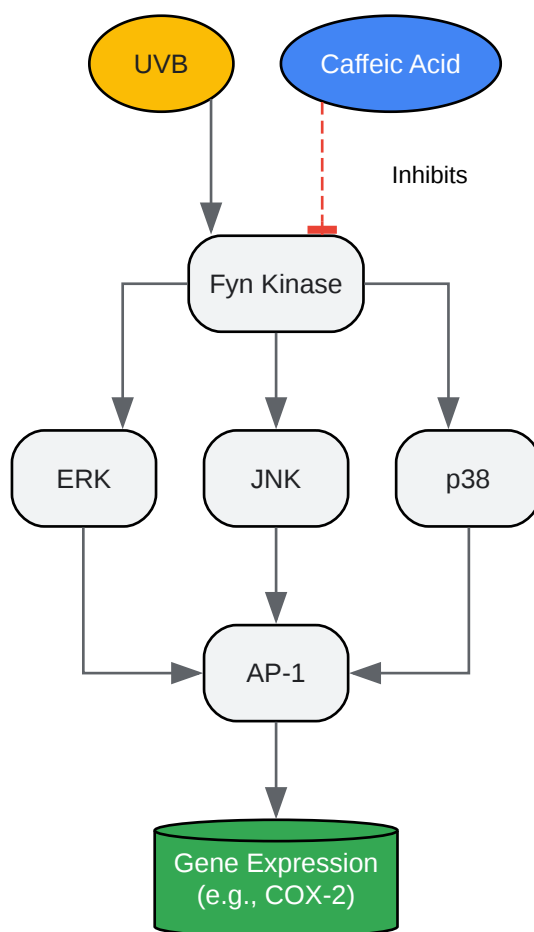 UVB
Caffeic Acid
Inhibits
Fyn Kinase
ERK
JNK
p38
AP-1
Gene Expression
(e.g., COX-2)